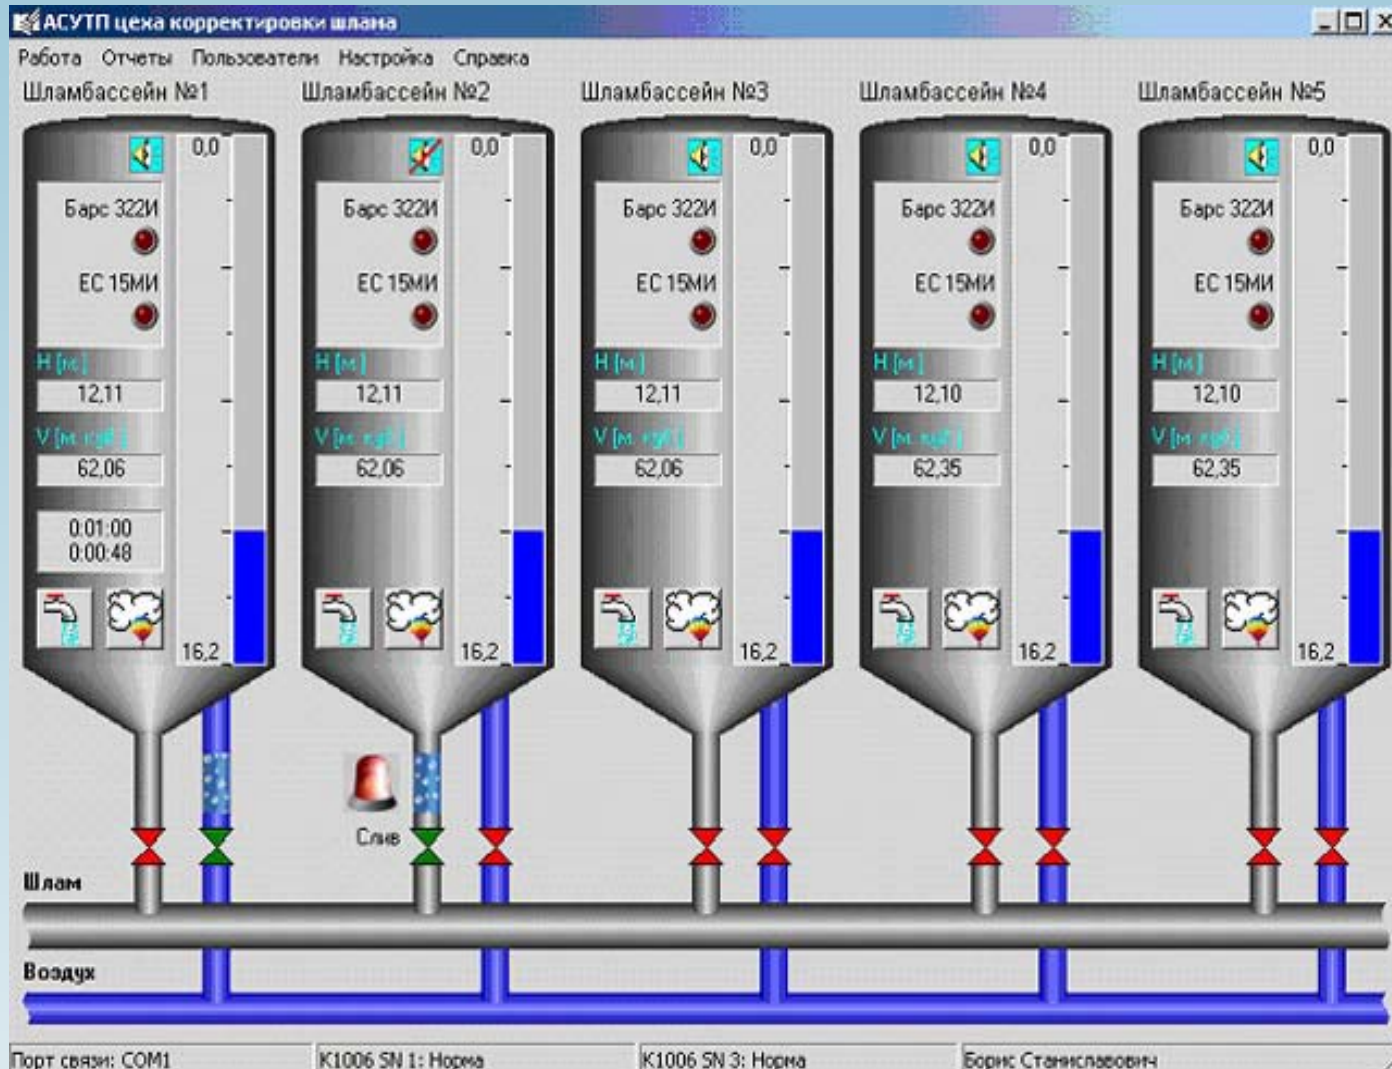 АСУТП цеха корректировки шлама
Работа Отчеты Пользователи Настройка Справка
Шламбассейн №1 Шламбассейн №2 Шламбассейн №3 Шламбассейн №4 Шламбассейн №5
0,0 0,0 0,0 0,0 0,0
Барс 322И Барс 322И Барс 322И Барс 322И Барс 322И
ЕС 15МИ ЕС 15МИ ЕС 15МИ ЕС 15МИ ЕС 15МИ
H [м.] H [м.] H [м.] H [м.] H [м.]
12,11 12,11 12,11 12,10 12,10
V [м. куб.] V [м. куб.] V [м. куб.] V [м. куб.] V [м. куб.]
62,06 62,06 62,06 62,35 62,35
0:01:00
0:00:48
16,2 16,2 16,2 16,2 16,2
Слив
Шлам
Воздух
Порт связи: COM1 К1006 SN 1: Норма К1006 SN 3: Норма Борис Станиславович